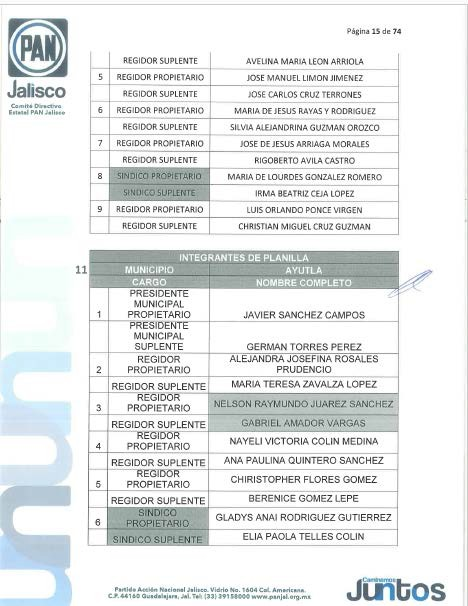 Página 15 de 74
PAN
Jalisco
Comité Directivo
Estatal PAN Jalisco
REGIDOR SUPLENTE AVELINA MARIA LEON ARRIOLA
5 REGIDOR PROPIETARIO JOSE MANUEL LIMON JIMENEZ
REGIDOR SUPLENTE JOSE CARLOS CRUZ TERRONES
6 REGIDOR PROPIETARIO MARIA DE JESUS RAYAS Y RODRIGUEZ
REGIDOR SUPLENTE SILVIA ALEJANDRINA GUZMAN OROZCO
7 REGIDOR PROPIETARIO JOSE DE JESUS ARRIAGA MORALES
REGIDOR SUPLENTE RIGOBERTO AVILA CASTRO
8 SINDICO PROPIETARIO MARIA DE LOURDES GONZALEZ ROMERO
SINDICO SUPLENTE IRMA BEATRIZ CEJA LÓPEZ
9 REGIDOR PROPIETARIO LUIS ORLANDO PONCE VIRGEN
REGIDOR SUPLENTE CHRISTIAN MIGUEL CRUZ GUZMAN
INTEGRANTES DE PLANILLA
11 MUNICIPIO AYUTLA
CARGO NOMBRE COMPLETO
PRESIDENTE
MUNICIPAL
1 PROPIETARIO JAVIER SANCHEZ CAMPOS
PRESIDENTE
MUNICIPAL
SUPLENTE GERMAN TORRES PEREZ
REGIDOR ALEJANDRA JOSEFINA ROSALES
2 PROPIETARIO PRUDENCIO
REGIDOR SUPLENTE MARIA TERESA ZAVALZA LOPEZ
REGIDOR
3 PROPIETARIO NELSON RAYMUNDO JUAREZ SANCHEZ
REGIDOR SUPLENTE GABRIEL AMADOR VARGAS
REGIDOR
4 PROPIETARIO NAYELI VICTORIA COLIN MEDINA
REGIDOR SUPLENTE ANA PAULINA QUINTERO SANCHEZ
REGIDOR
5 PROPIETARIO CHIRISTOPHER FLORES GOMEZ
REGIDOR SUPLENTE BERENICE GOMEZ LEPE
SINDICO
6 PROPIETARIO GLADYS ANAI RODRIGUEZ GUTIERREZ
SINDICO SUPLENTE ELIA PAOLA TELLES COLIN
Partido Acción Nacional Jalisco. Vidrio No. 1604 Col. Americana.
C.P. 44160 Guadalajara, Jal. Tel: (33) 39158000 www.panjal.org.mx
Caminemos
Juntos